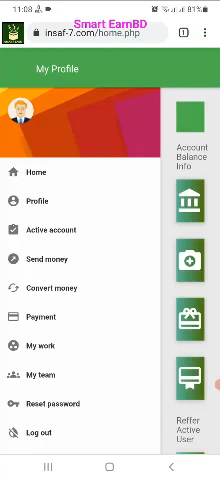 11:08
81%
Smart EarnBD
insaf-7.com/home.php
My Profile
Home
Profile
Active account
Send money
Convert money
Payment
My work
My team
Reset password
Log out
Account
Balance
Info
Reffer
Active
User